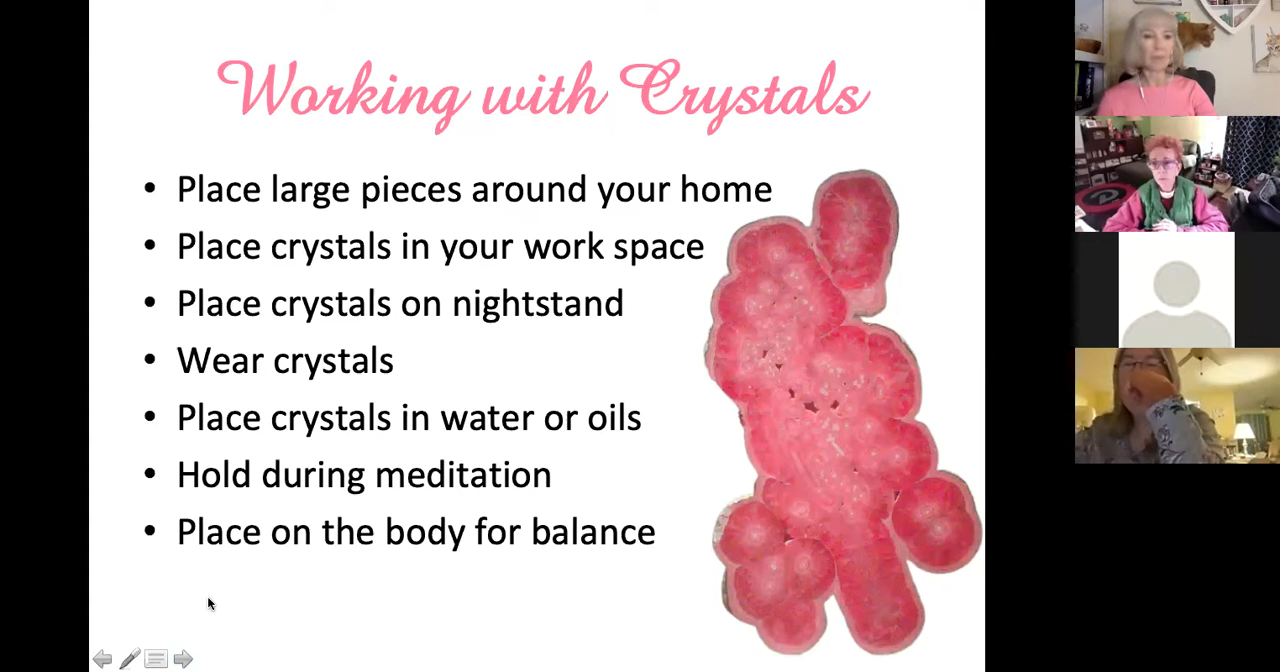 Working with Crystals
• Place large pieces around your home
• Place crystals in your work space
• Place crystals on nightstand
• Wear crystals
• Place crystals in water or oils
• Hold during meditation
• Place on the body for balance